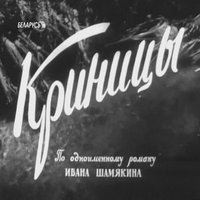 БЕЛАРУСЬ
Криницы
По одноименному роману
ИВАНА ШАМЯКИНА